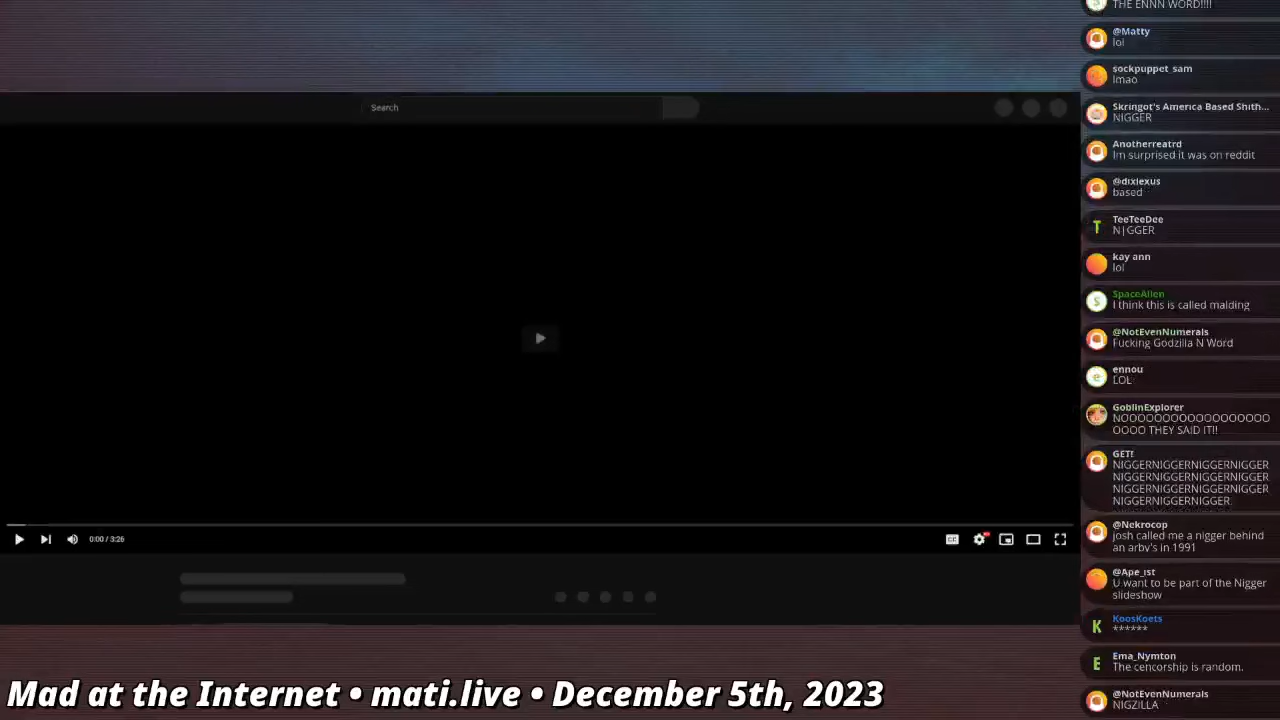 THE ENNN WORD!!!!
@Matty
lol
sockpuppet_sam
lmao
Search
Skringot's America Based Shith...
NIGGER
Anotherreatrd
Im surprised it was on reddit
@dixiexus
based
TeeTeeDee
N|GGER
kay ann
lol
SpaceAlien
I think this is called malding
@NotEvenNumerals
Fucking Godzilla N Word
ennou
LOL
GoblinExplorer
NOOOOOOOOOOOOOOOOO
OOOO THEY SAID IT!!
GET!
NIGGERNIGGERNIGGERNIGGER
NIGGERNIGGERNIGGERNIGGER
NIGGERNIGGERNIGGERNIGGER
NIGGERNIGGERNIGGER
@Nekrocop
josh called me a nigger behind
an arby's in 1991
0:00 / 3:26
@Ape_ist
U want to be part of the Nigger
slideshow
KoosKoets
******
Ema_Nymton
The cencorship is random.
@NotEvenNumerals
NIGZILLA
Mad at the Internet • mati.live • December 5th, 2023